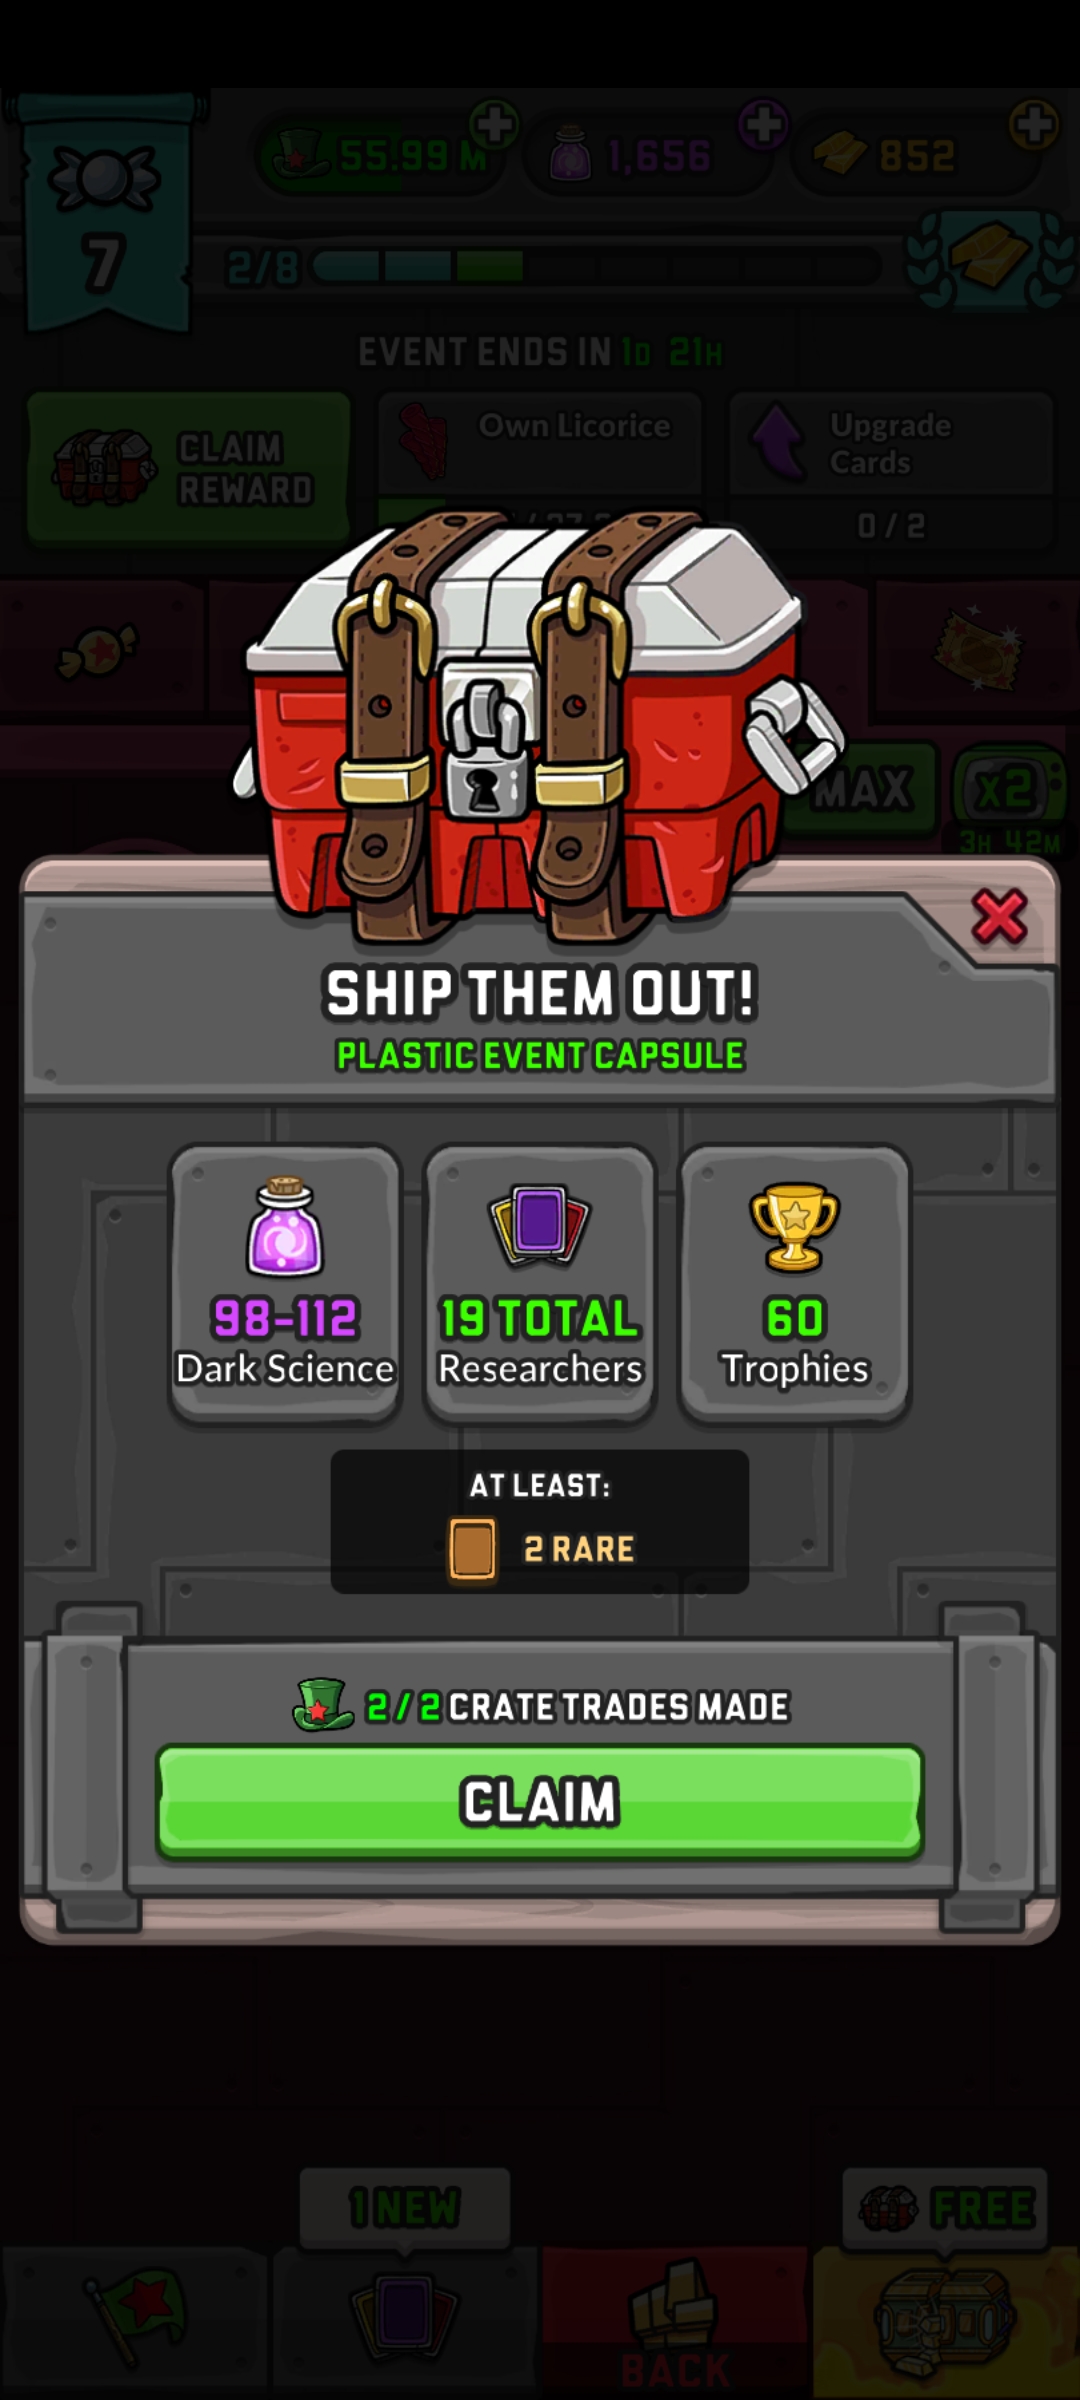 55.99 M
1,656
852
7
2/8
EVENT ENDS IN 1D 21H
CLAIM
REWARD
Own Licorice
Upgrade
Cards
0 / 2
MAX
x2
3H 42M
SHIP THEM OUT!
PLASTIC EVENT CAPSULE
98-112
Dark Science
19 TOTAL
Researchers
60
Trophies
AT LEAST:
2 RARE
2 / 2 CRATE TRADES MADE
CLAIM
1 NEW
FREE
BACK